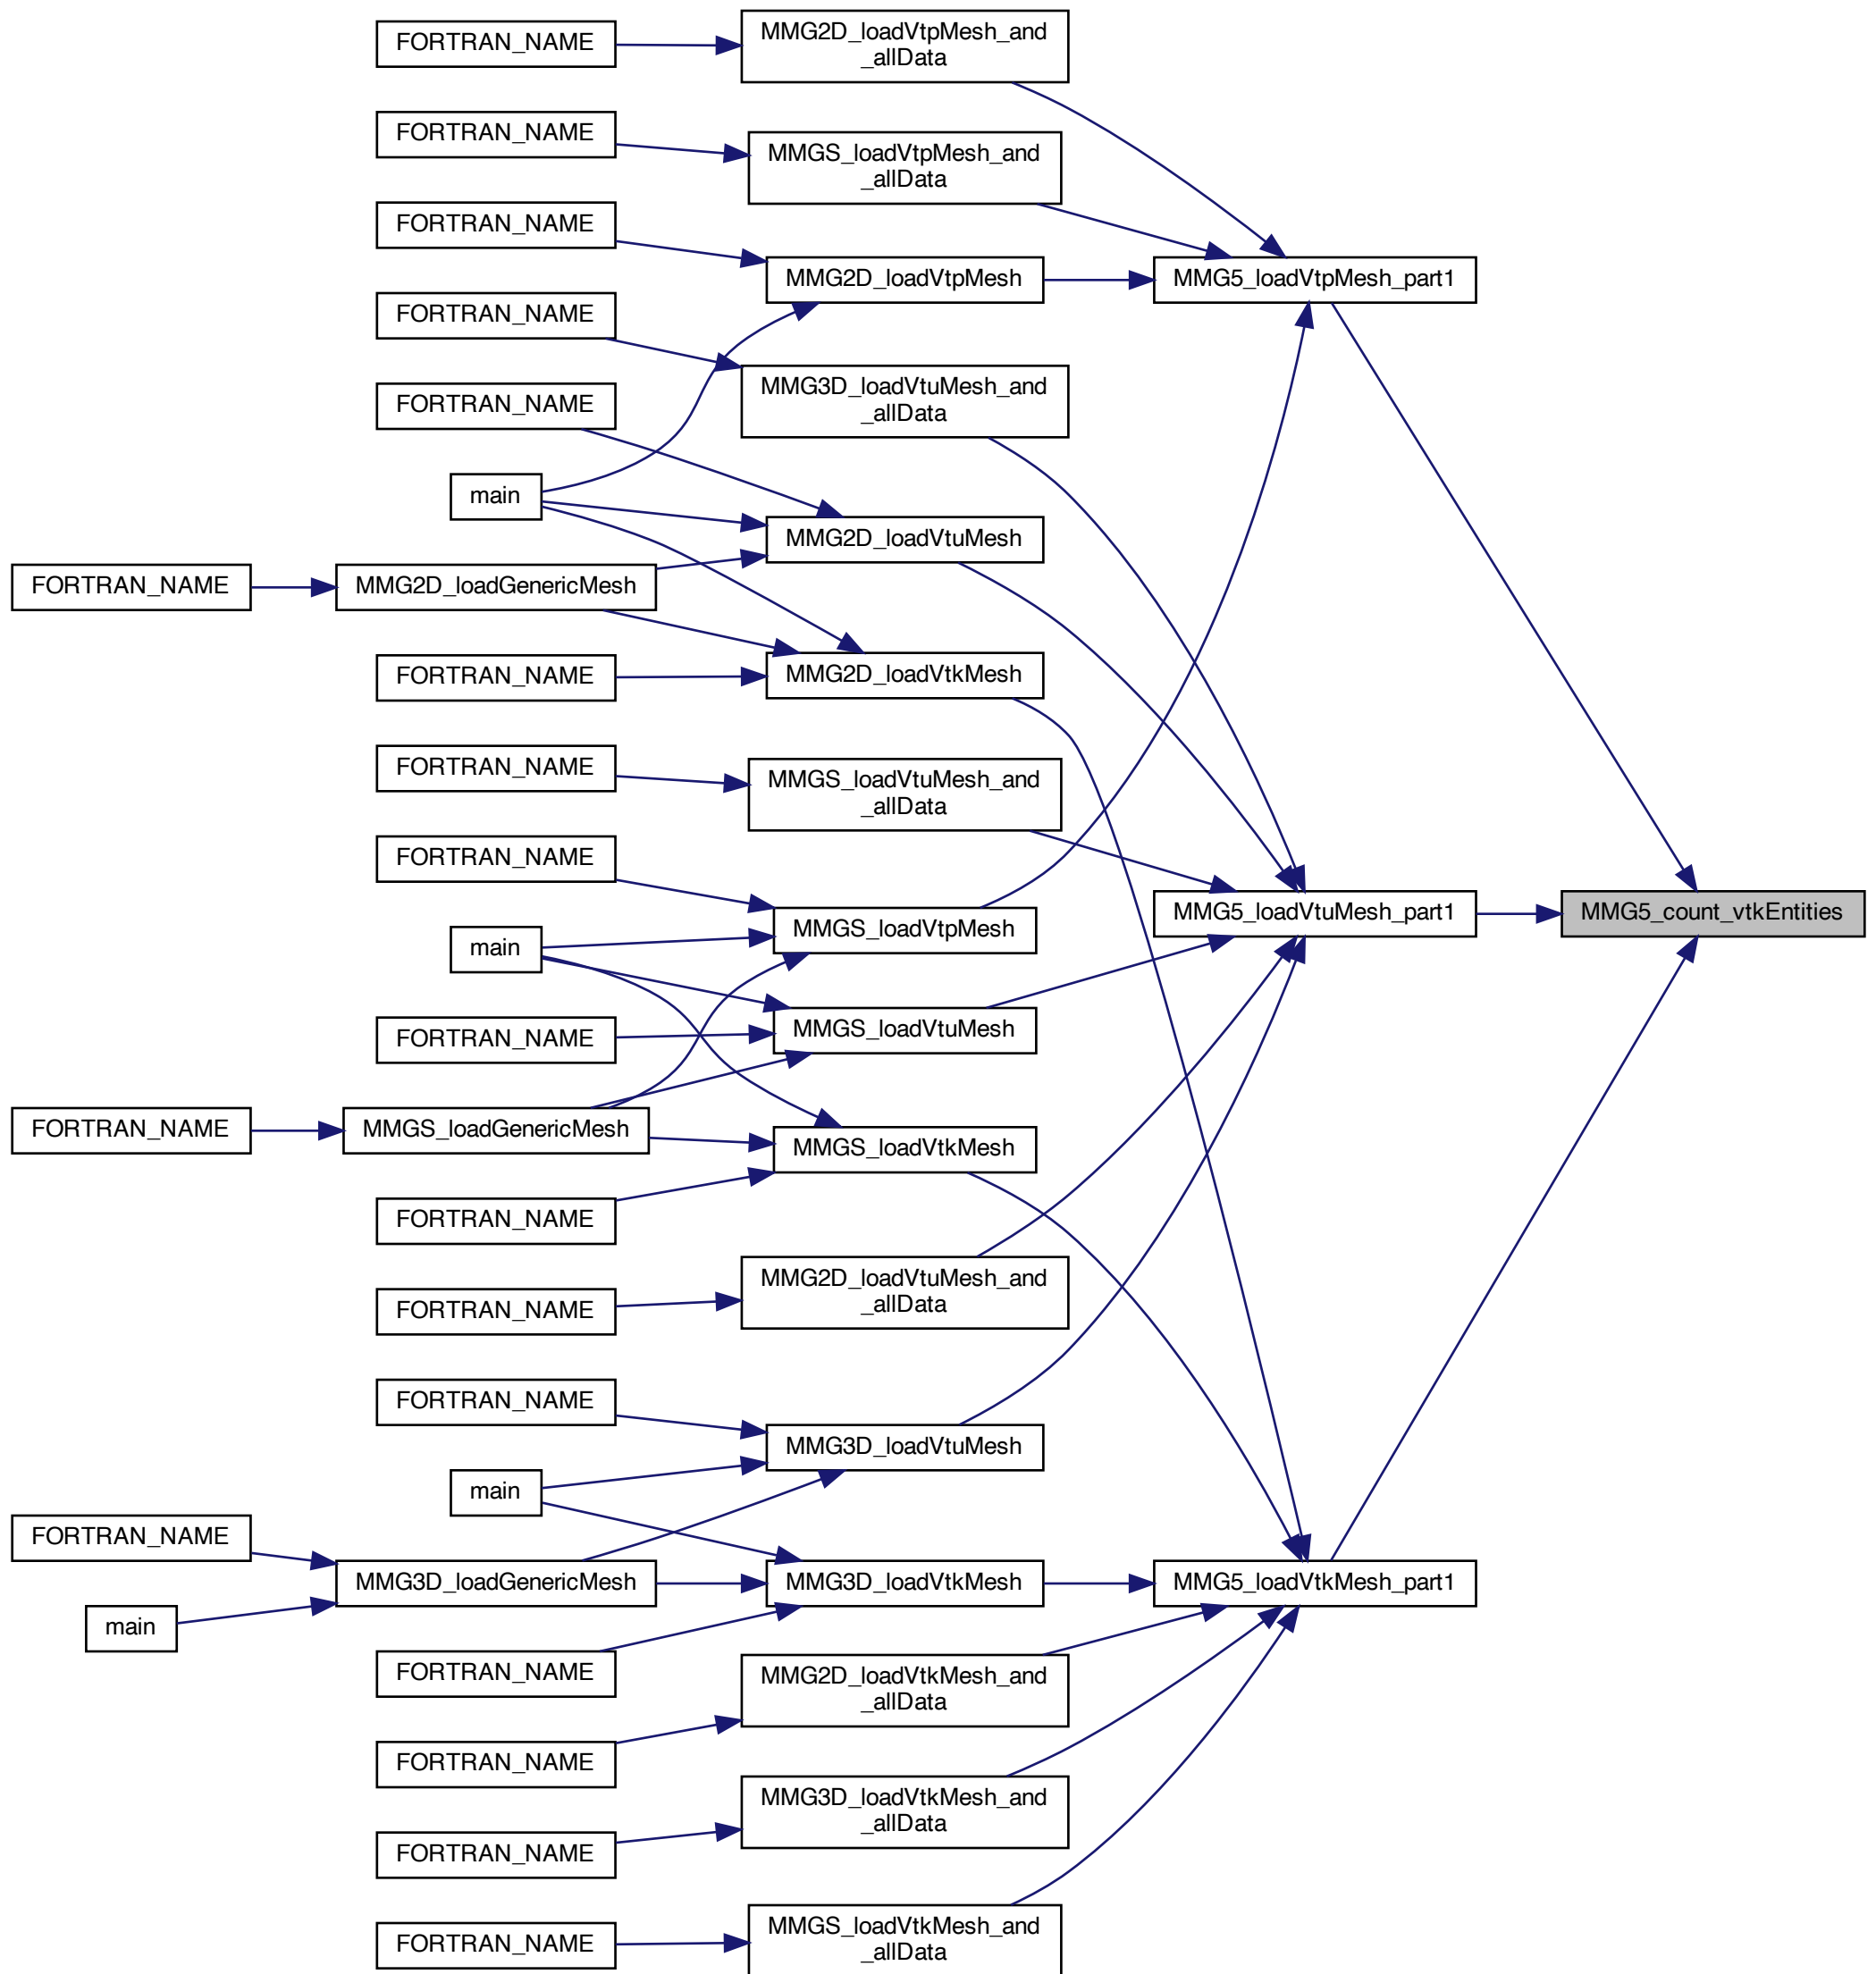 FORTRAN_NAME
MMG2D_loadVtpMesh_and
_allData
FORTRAN_NAME
MMGS_loadVtpMesh_and
_allData
FORTRAN_NAME
MMG2D_loadVtpMesh
MMG5_loadVtpMesh_part1
FORTRAN_NAME
MMG3D_loadVtuMesh_and
_allData
FORTRAN_NAME
main
MMG2D_loadVtuMesh
FORTRAN_NAME
MMG2D_loadGenericMesh
FORTRAN_NAME
MMG2D_loadVtkMesh
FORTRAN_NAME
MMGS_loadVtuMesh_and
_allData
FORTRAN_NAME
MMGS_loadVtpMesh
MMG5_loadVtuMesh_part1
MMG5_count_vtkEntities
main
FORTRAN_NAME
MMGS_loadVtuMesh
FORTRAN_NAME
MMGS_loadGenericMesh
MMGS_loadVtkMesh
FORTRAN_NAME
MMG2D_loadVtuMesh_and
_allData
FORTRAN_NAME
FORTRAN_NAME
MMG3D_loadVtuMesh
main
FORTRAN_NAME
MMG3D_loadGenericMesh
MMG3D_loadVtkMesh
MMG5_loadVtkMesh_part1
main
FORTRAN_NAME
MMG2D_loadVtkMesh_and
_allData
FORTRAN_NAME
MMG3D_loadVtkMesh_and
_allData
FORTRAN_NAME
MMGS_loadVtkMesh_and
_allData
FORTRAN_NAME